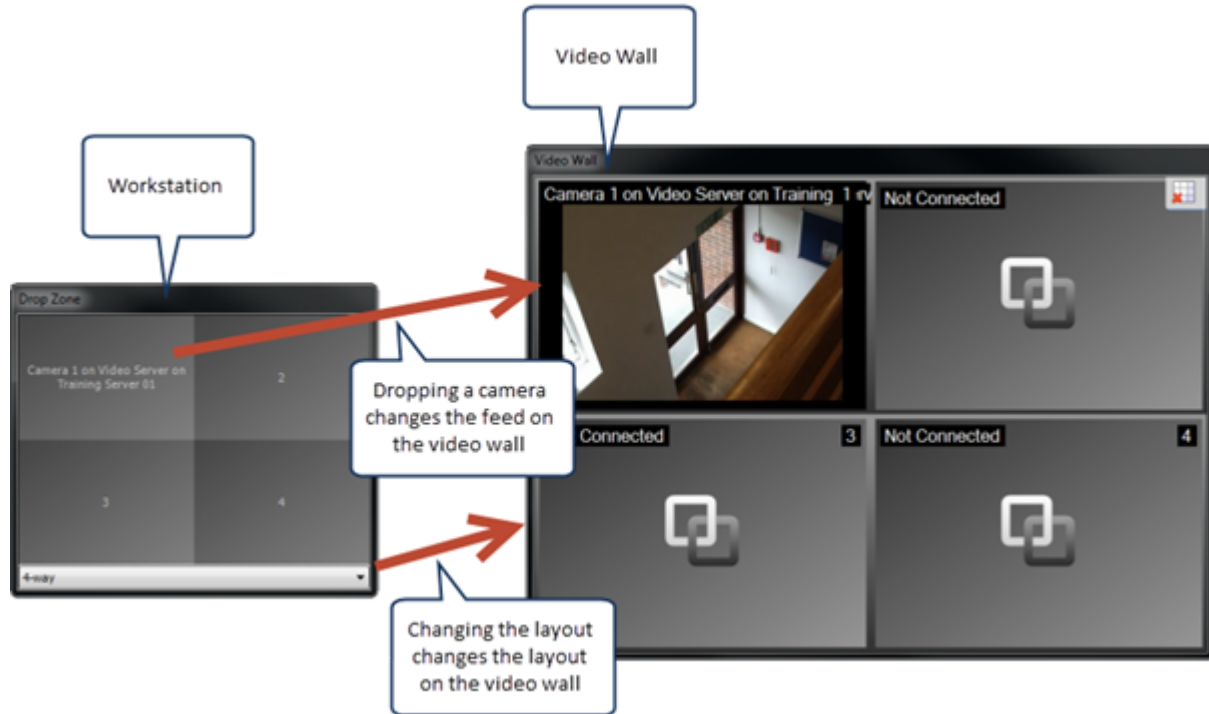 Video Wall
Workstation
Video Wall
Camera 1 on Video Server on Training 1 rv
Not Connected
Drop Zone
Camera 1 on Video Server on
Training Server 01
2
Dropping a camera
changes the feed on
the video wall
3
4
Connected
3
Not Connected
4
4-way
Changing the layout
changes the layout
on the video wall